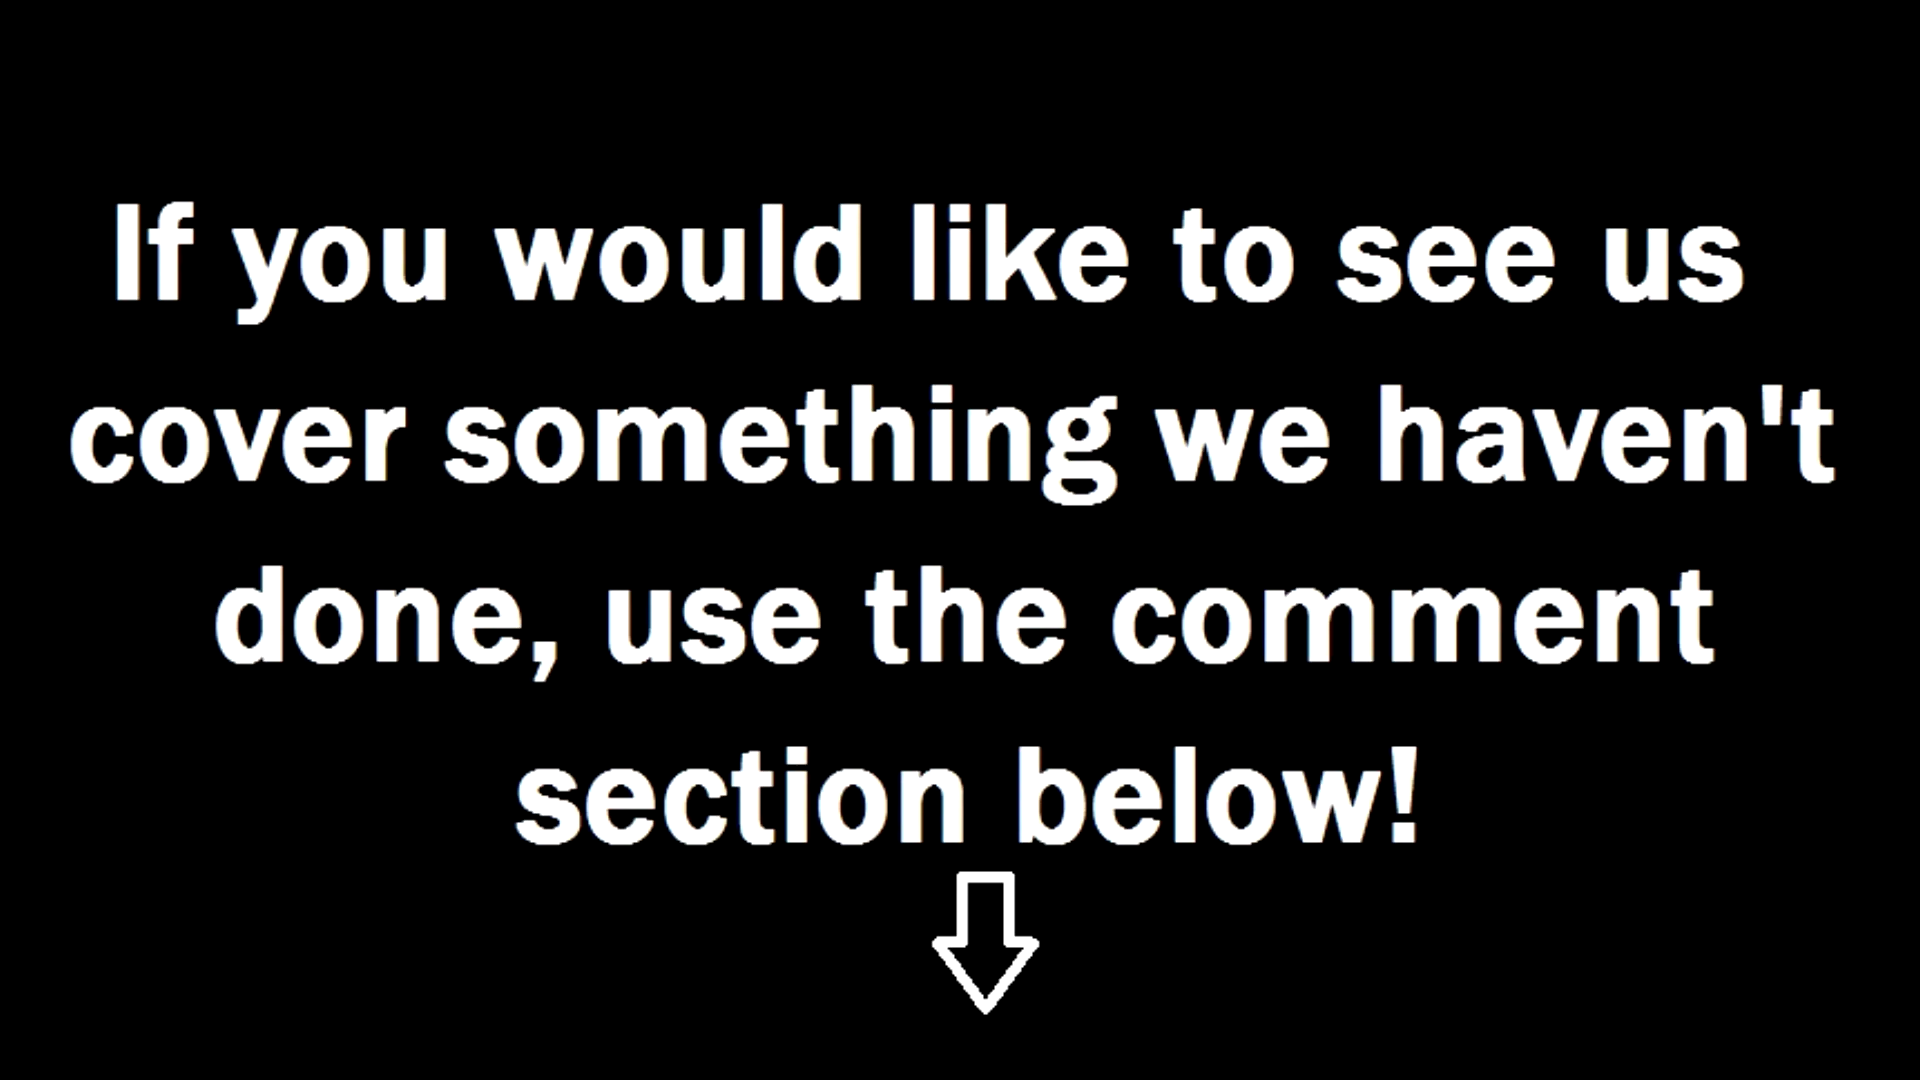 If you would like to see us
cover something we haven't
done, use the comment
section below!